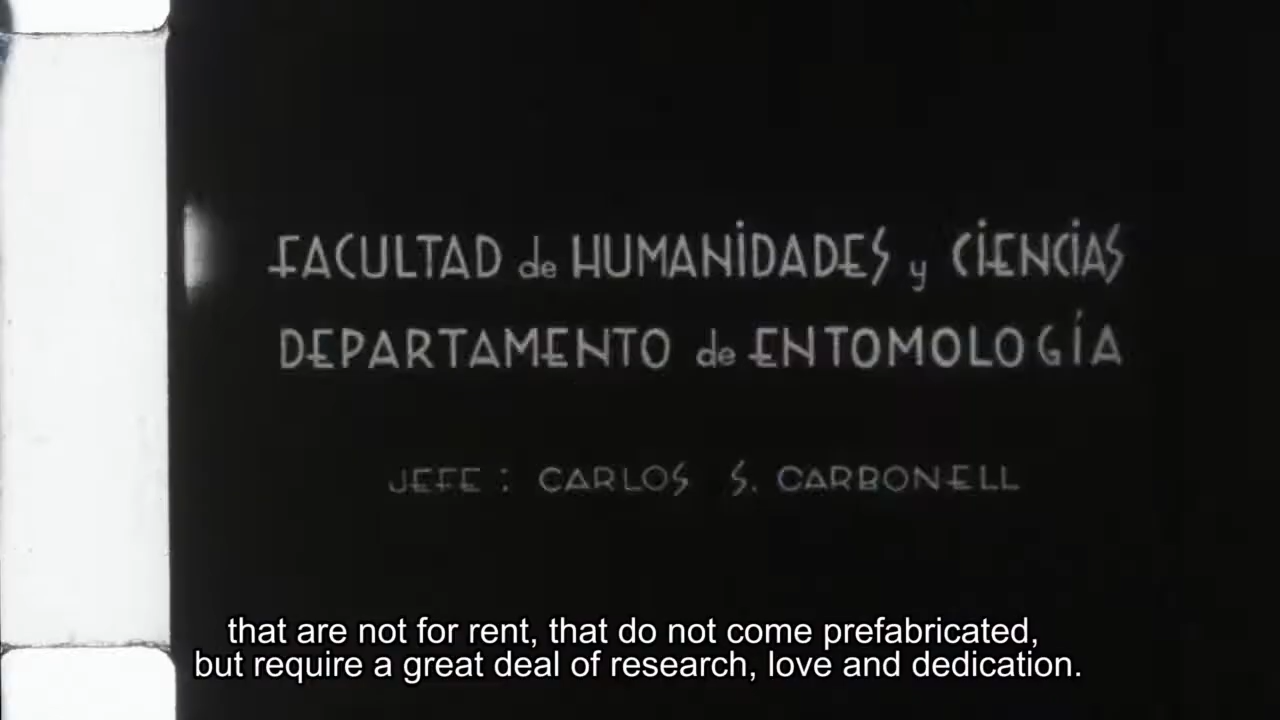 FACULTAD de HUMANiDADES y CiENCiAS
DEPARTAMENTO de ENTOMOLOGÍA
JEFE : CARLOS S. CARBONELL
that are not for rent, that do not come prefabricated,
but require a great deal of research, love and dedication.